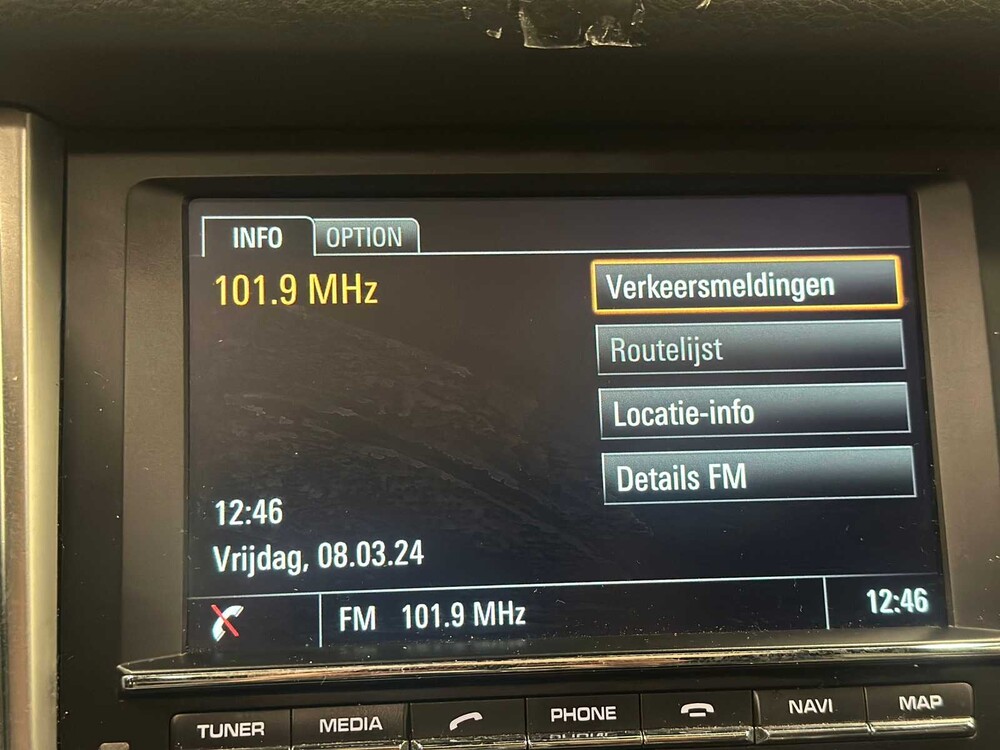 INFO OPTION
101.9 MHz
Verkeersmeldingen
Routelijst
Locatie-info
Details FM
12:46
Vrijdag, 08.03.24
FM 101.9 MHz
12:46
TUNER MEDIA PHONE NAVI MAP